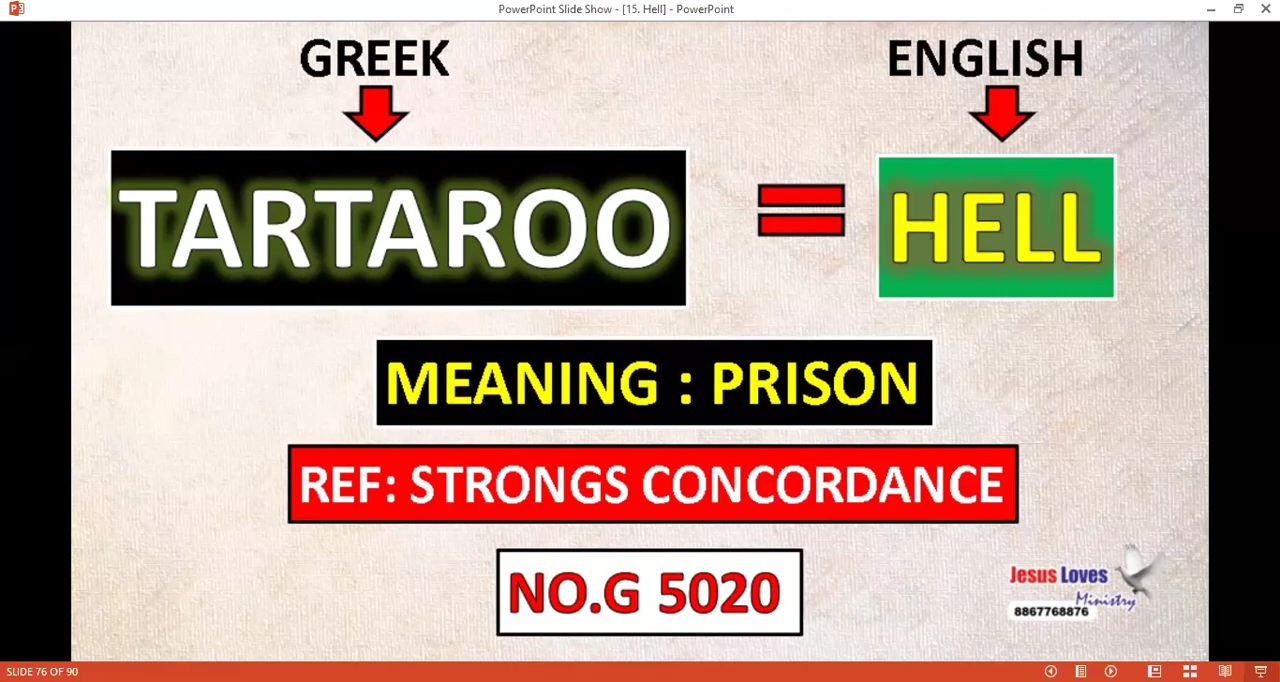 PowerPoint Slide Show - [15. Hell] - PowerPoint
GREEK
ENGLISH
TARTAROO = HELL
MEANING : PRISON
REF: STRONGS CONCORDANCE
NO.G 5020
Jesus Loves
Ministry
8867768876
SLIDE 76 OF 90